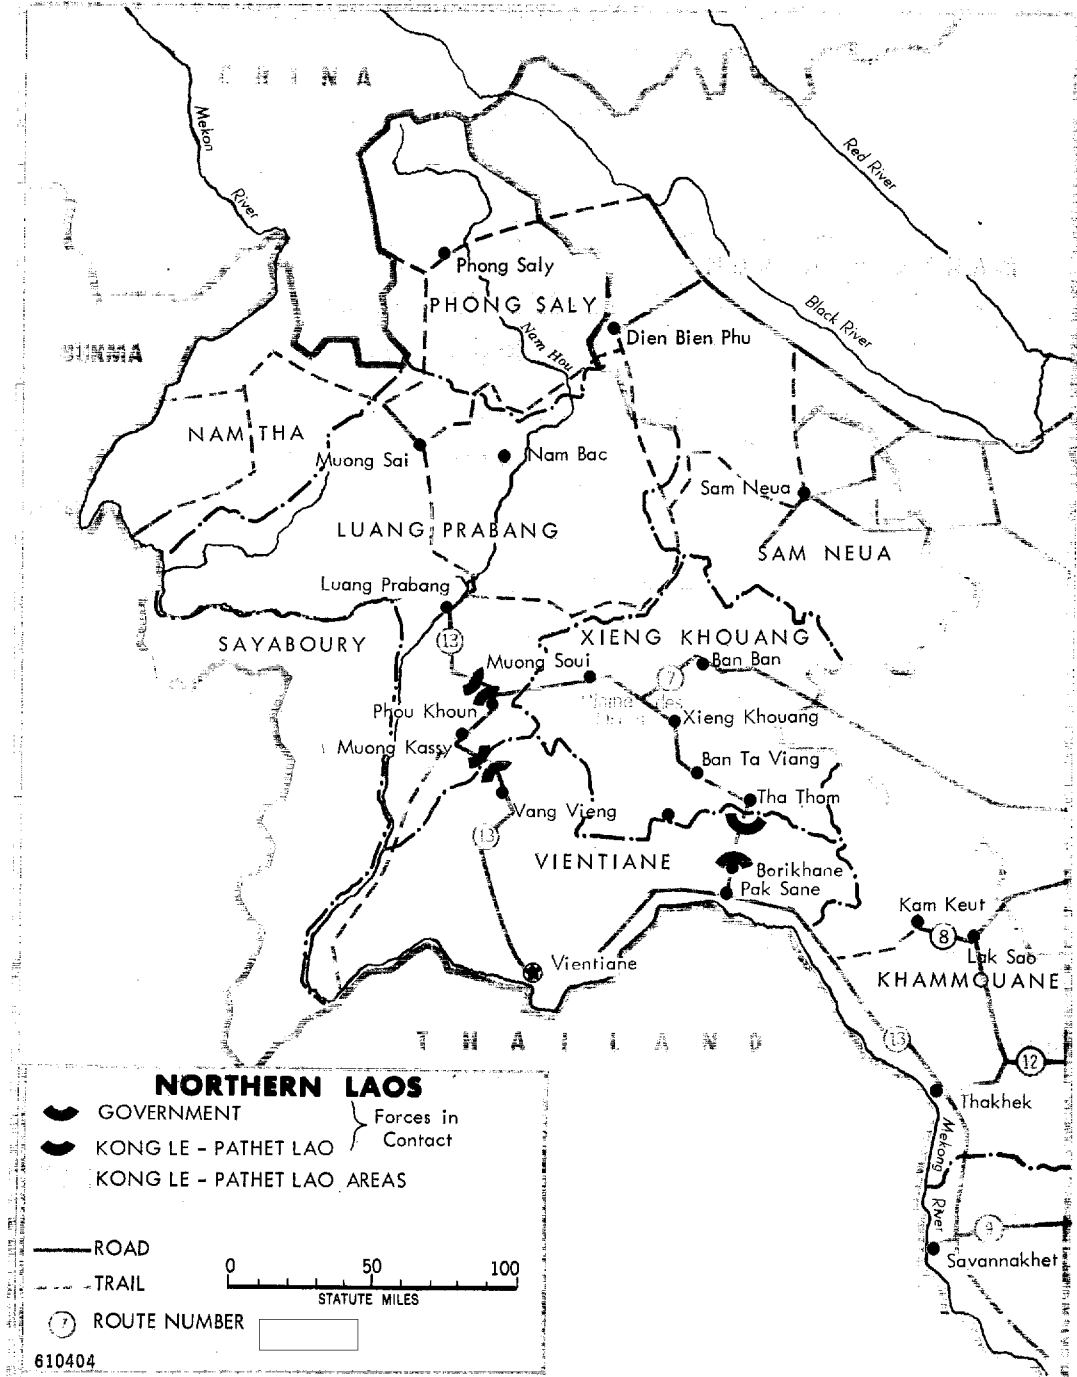 CHINA
Mekon
River
Red River
Phong Saly
PHONG SALY
Black River
Nam Hou
Dien Bien Phu
BURMA
NAM THA
Muong Sai
Nam Bac
Sam Neua
LUANG PRABANG
SAM NEUA
Luang Prabang
SAYABOURY
13
XIENG KHOUANG
Muong Soui
7
Ban Ban
Phou Khoun
Plaine des
Xieng Khouang
Muong Kassy
Ban Ta Viang
Tha Thom
Vang Vieng
13
VIENTIANE
Borikhane
Pak Sane
Kam Keut
8
Lak Sao
KHAMMOUANE
Vientiane
THAILAND
13
12
Thakhek
Mekong
River
9
Savannakhet
NORTHERN LAOS
GOVERNMENT
KONG LE - PATHET LAO
Forces in
Contact
KONG LE - PATHET LAO AREAS
ROAD
TRAIL
7 ROUTE NUMBER
0 50 100
STATUTE MILES
610404